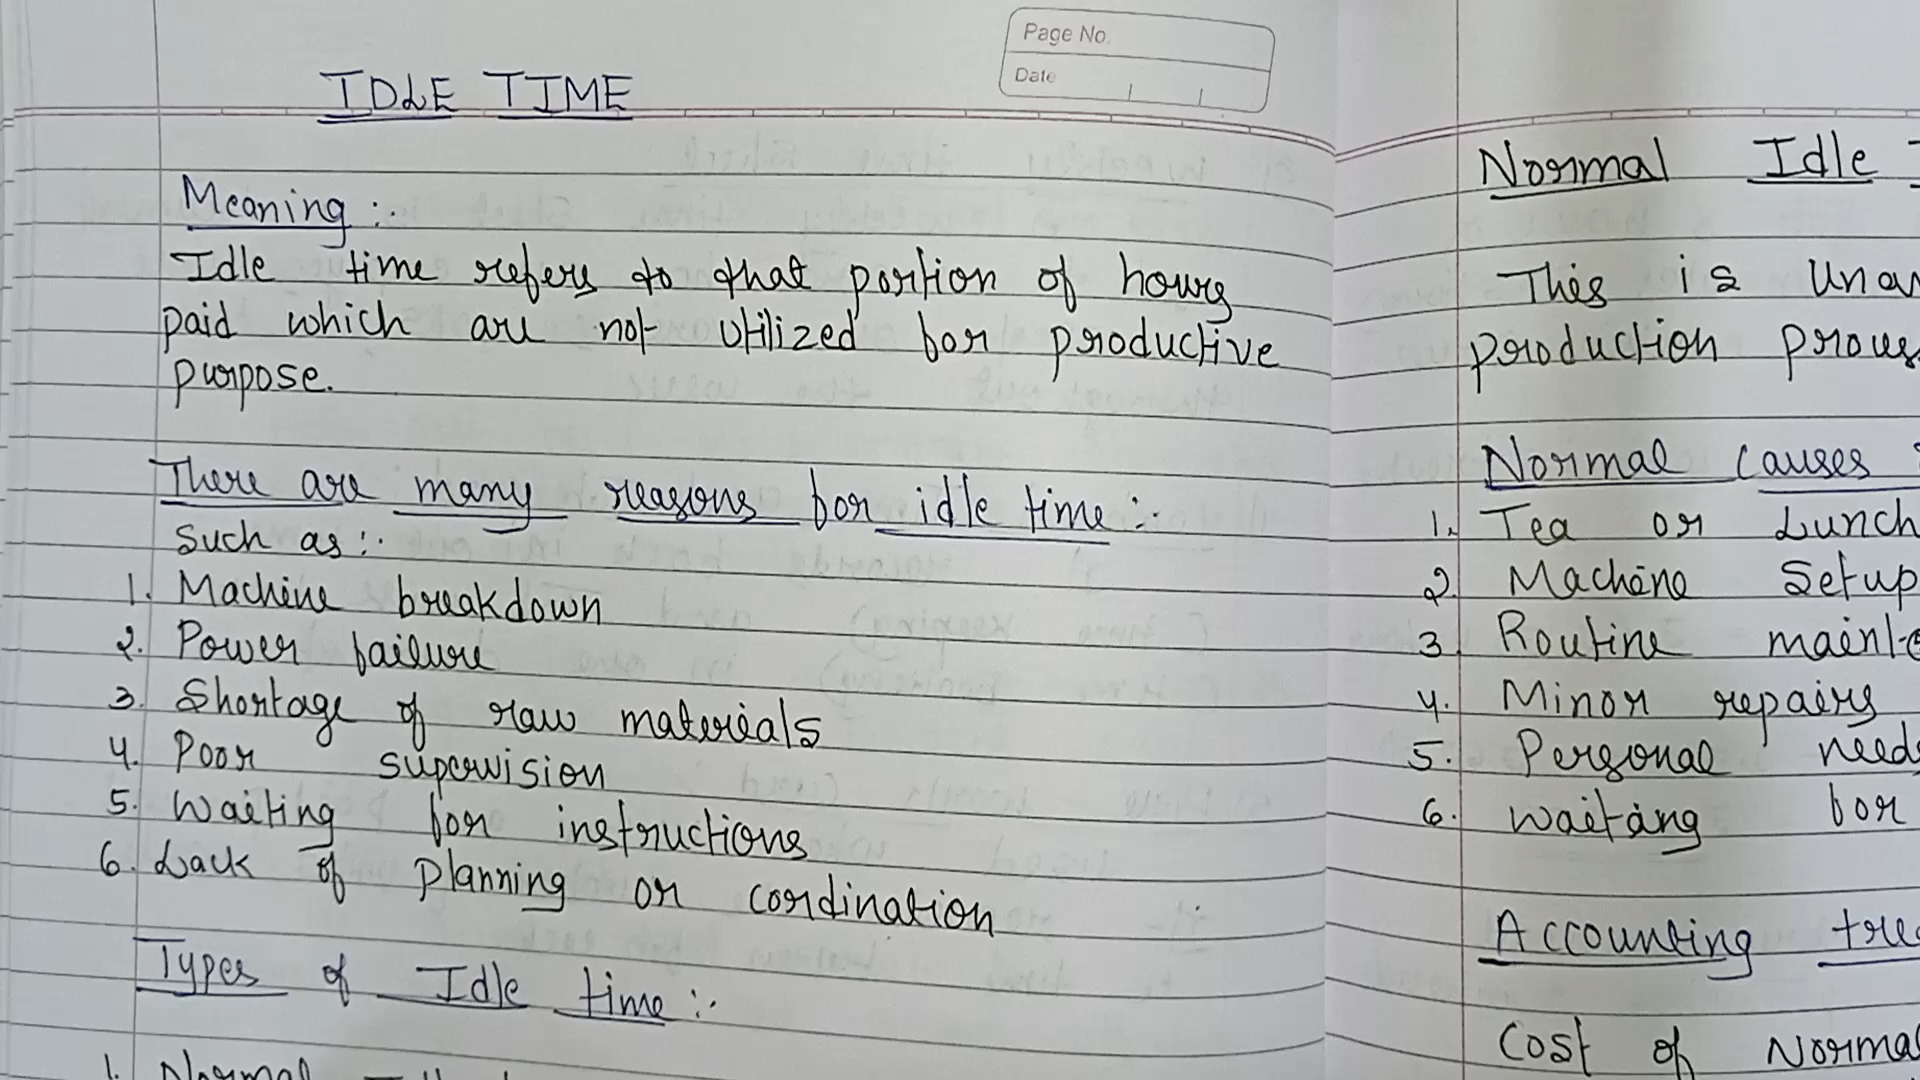 Page No.
Date
IDLE TIME
Meaning :-
Idle time refers to that portion of hours
paid which are not utilized for productive
purpose.
There are many reasons for idle time :-
Such as :-
1. Machine breakdown
2. Power failure
3. Shortage of raw materials
4. Poor supervision
5. Waiting for instructions
6. Lack of planning or cordination
Types of Idle time :-
1. Normal
Normal Idle
This is
production
Normal Causes
1. Tea or Lunch
2. Machine Setup
3 Routine
4. Minor repairs
5. Personal need
6. Waiting for
Accounting
Cost of Normal